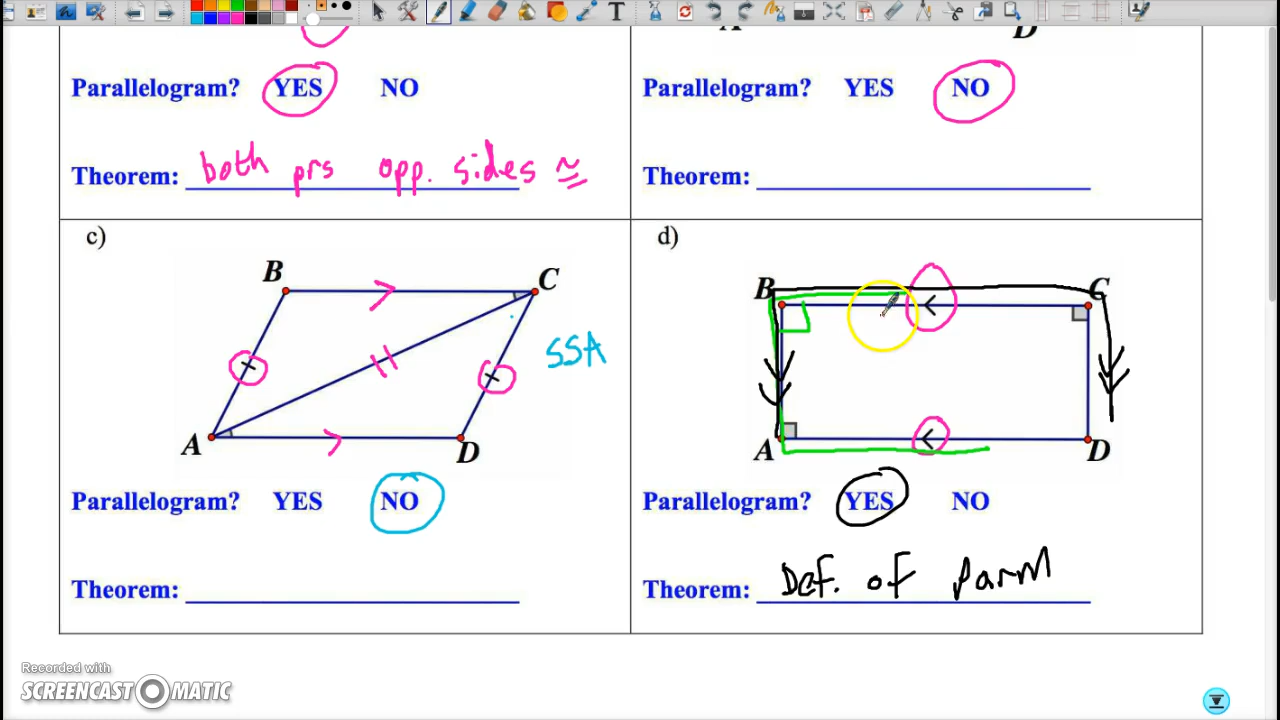 A
D
Parallelogram? YES NO
Parallelogram? YES NO
Theorem: both prs opp. sides ≅
Theorem:
c)
B
C
SSA
A
D
Parallelogram? YES NO
Theorem:
d)
B
C
A
D
Parallelogram? YES NO
Theorem: Def. of parm
Recorded with
SCREENCAST O MATIC